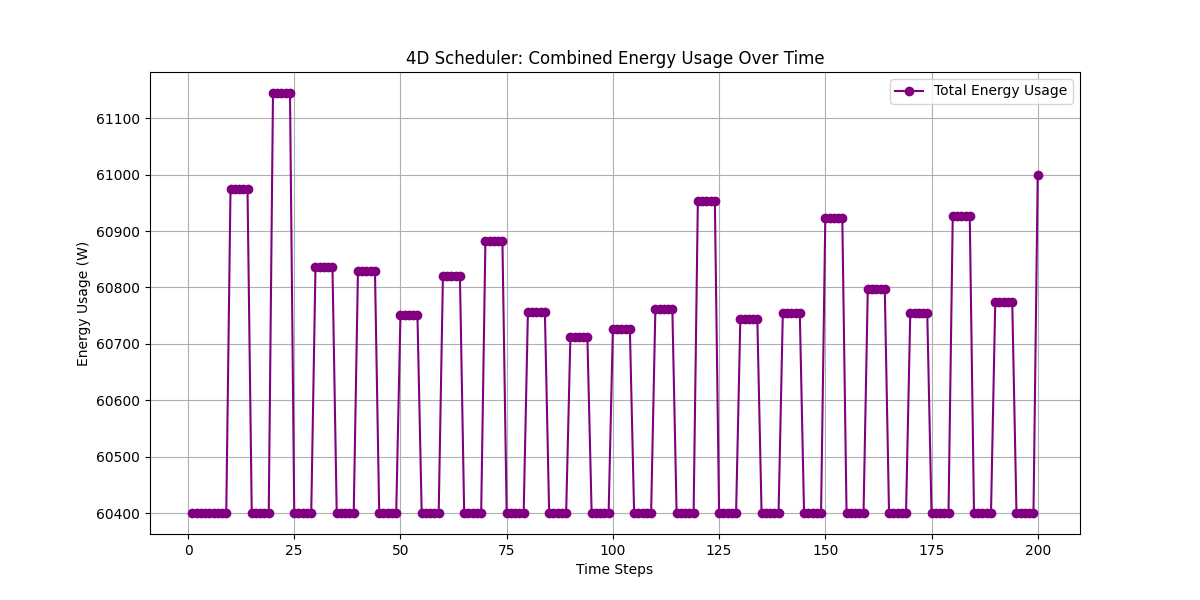 4D Scheduler: Combined Energy Usage Over Time
Total Energy Usage
Energy Usage (W)
61100
61000
60900
60800
60700
60600
60500
60400
0 25 50 75 100 125 150 175 200
Time Steps